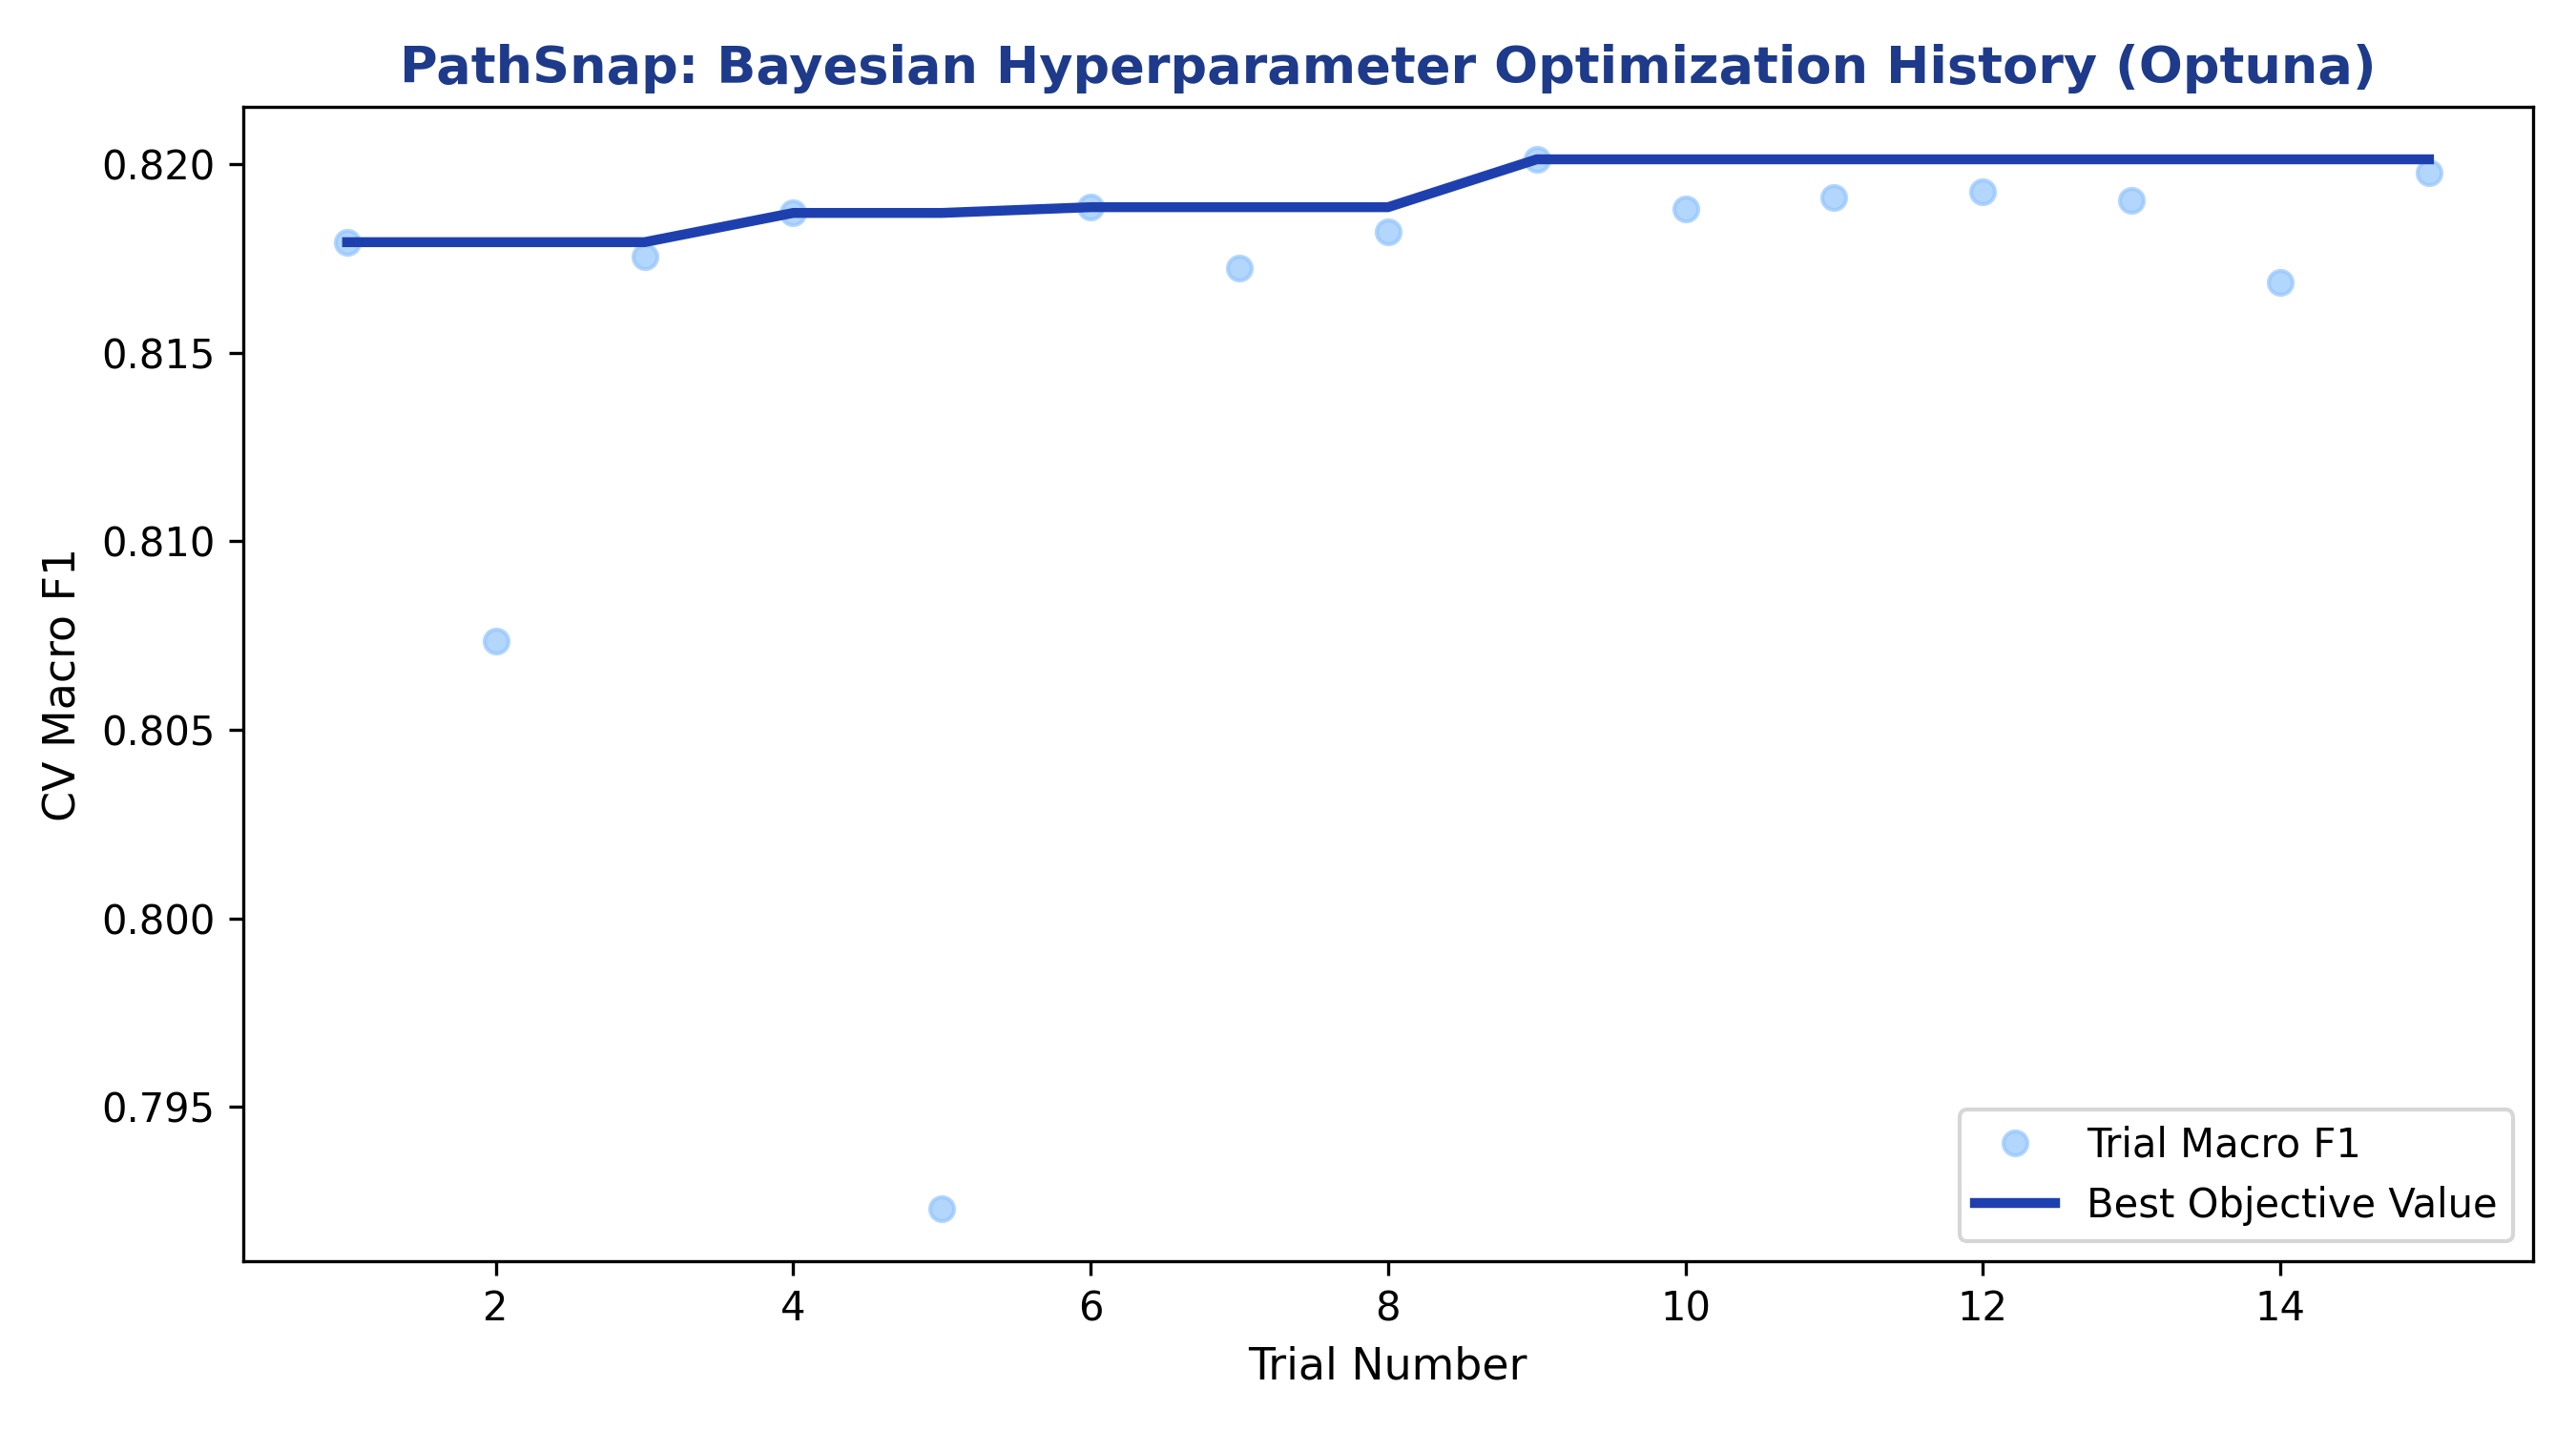 PathSnap: Bayesian Hyperparameter Optimization History (Optuna)
CV Macro F1
0.820
0.815
0.810
0.805
0.800
0.795
2 4 6 8 10 12 14
Trial Number
Trial Macro F1
Best Objective Value